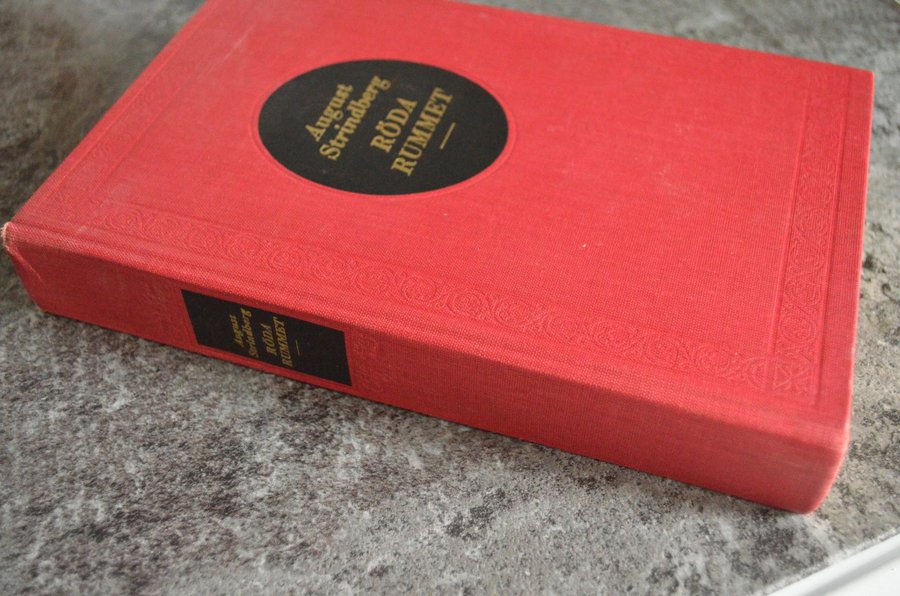 August
Strindberg
RÖDA
RUMMET
August
Strindberg
RÖDA
RUMMET